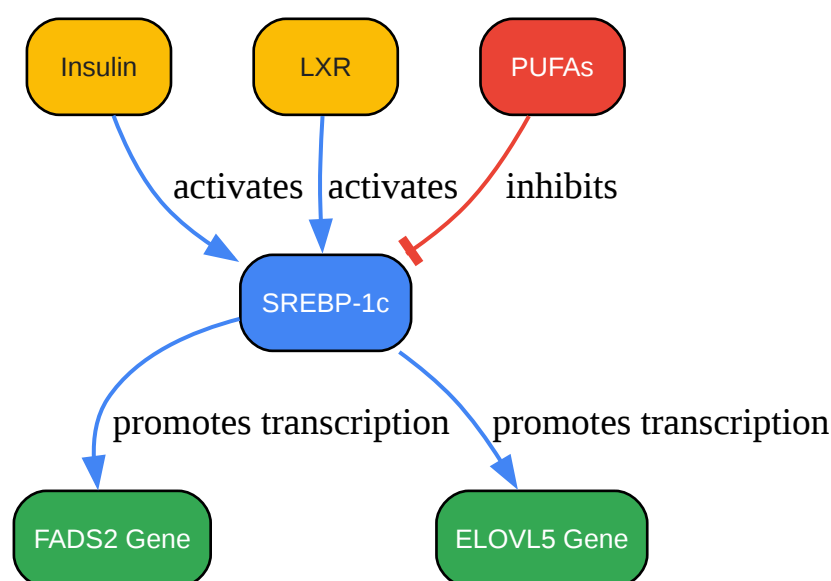 Insulin
LXR
PUFAs
activates
activates
inhibits
SREBP-1c
promotes transcription
promotes transcription
FADS2 Gene
ELOVL5 Gene